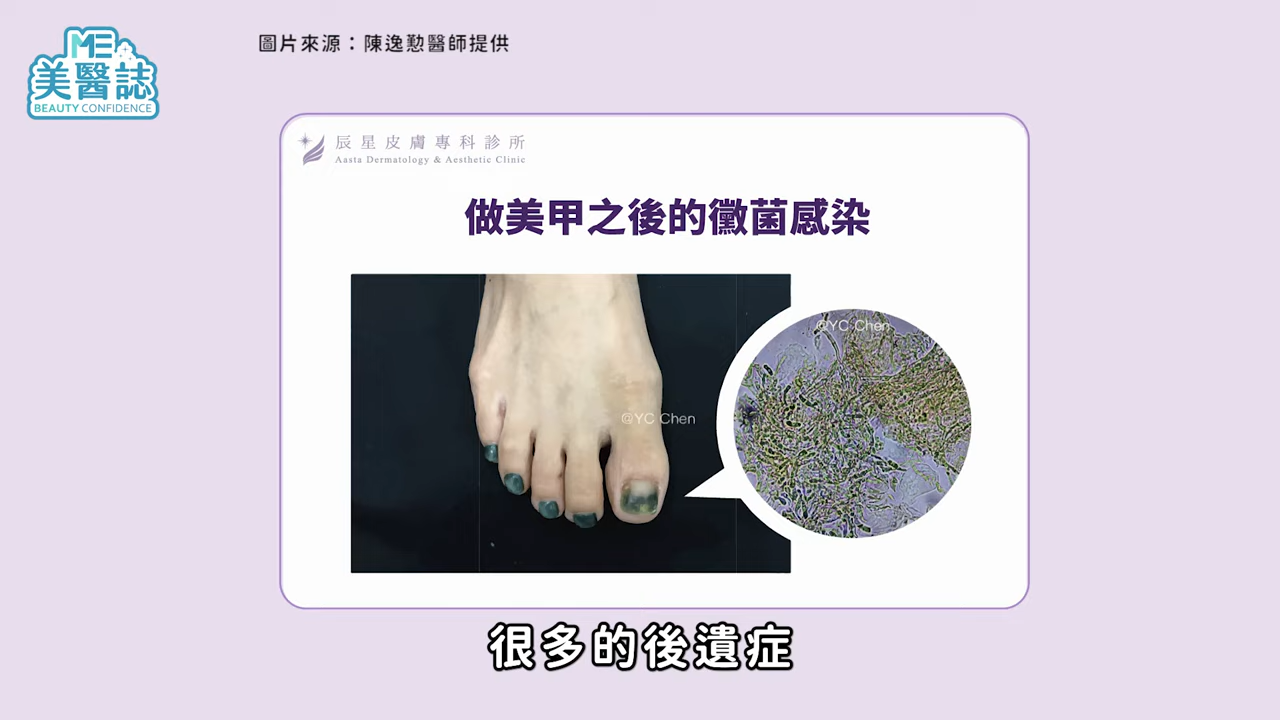 ME
美醫誌
BEAUTY CONFIDENCE
圖片來源：陳逸懃醫師提供
辰星皮膚專科診所
Aasta Dermatology & Aesthetic Clinic
做美甲之後的黴菌感染
@YC Chen
@YC Chen
很多的後遺症